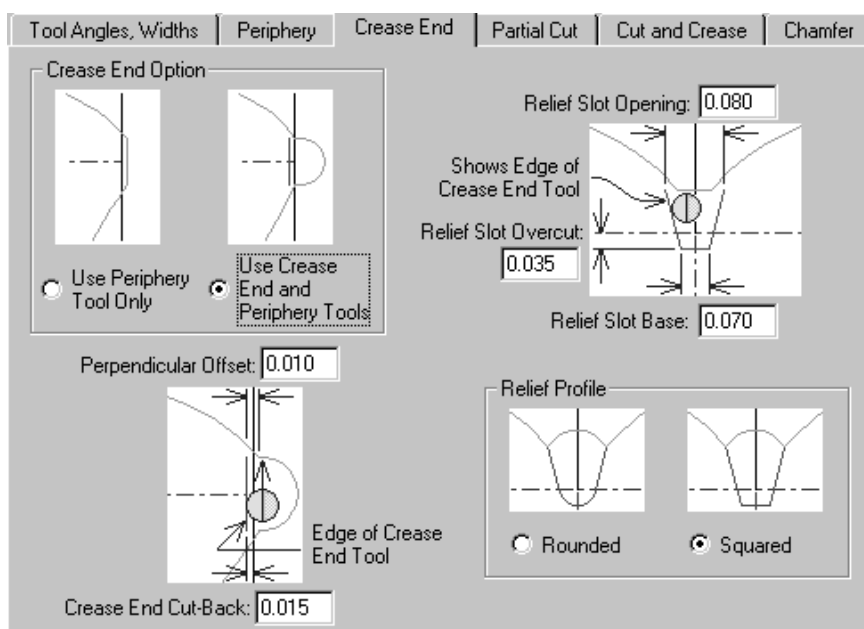 Tool Angles, Widths
Periphery
Crease End
Partial Cut
Cut and Crease
Chamfer
Crease End Option
Use Periphery
Tool Only
Use Crease
End and
Periphery Tools
Relief Slot Opening: 0.080
Shows Edge of
Crease End Tool
Relief Slot Overcut:
0.035
Relief Slot Base: 0.070
Perpendicular Offset: 0.010
Edge of Crease
End Tool
Crease End Cut-Back: 0.015
Relief Profile
Rounded
Squared